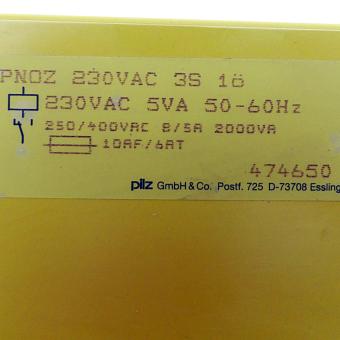 PNOZ 230VAC 3S 1ö
230VAC 5VA 50-60Hz
250/400VAC 8/5A 2000VA
10AF/6AT
474650
pilz GmbH & Co. Postf. 725 D-73708 Essling